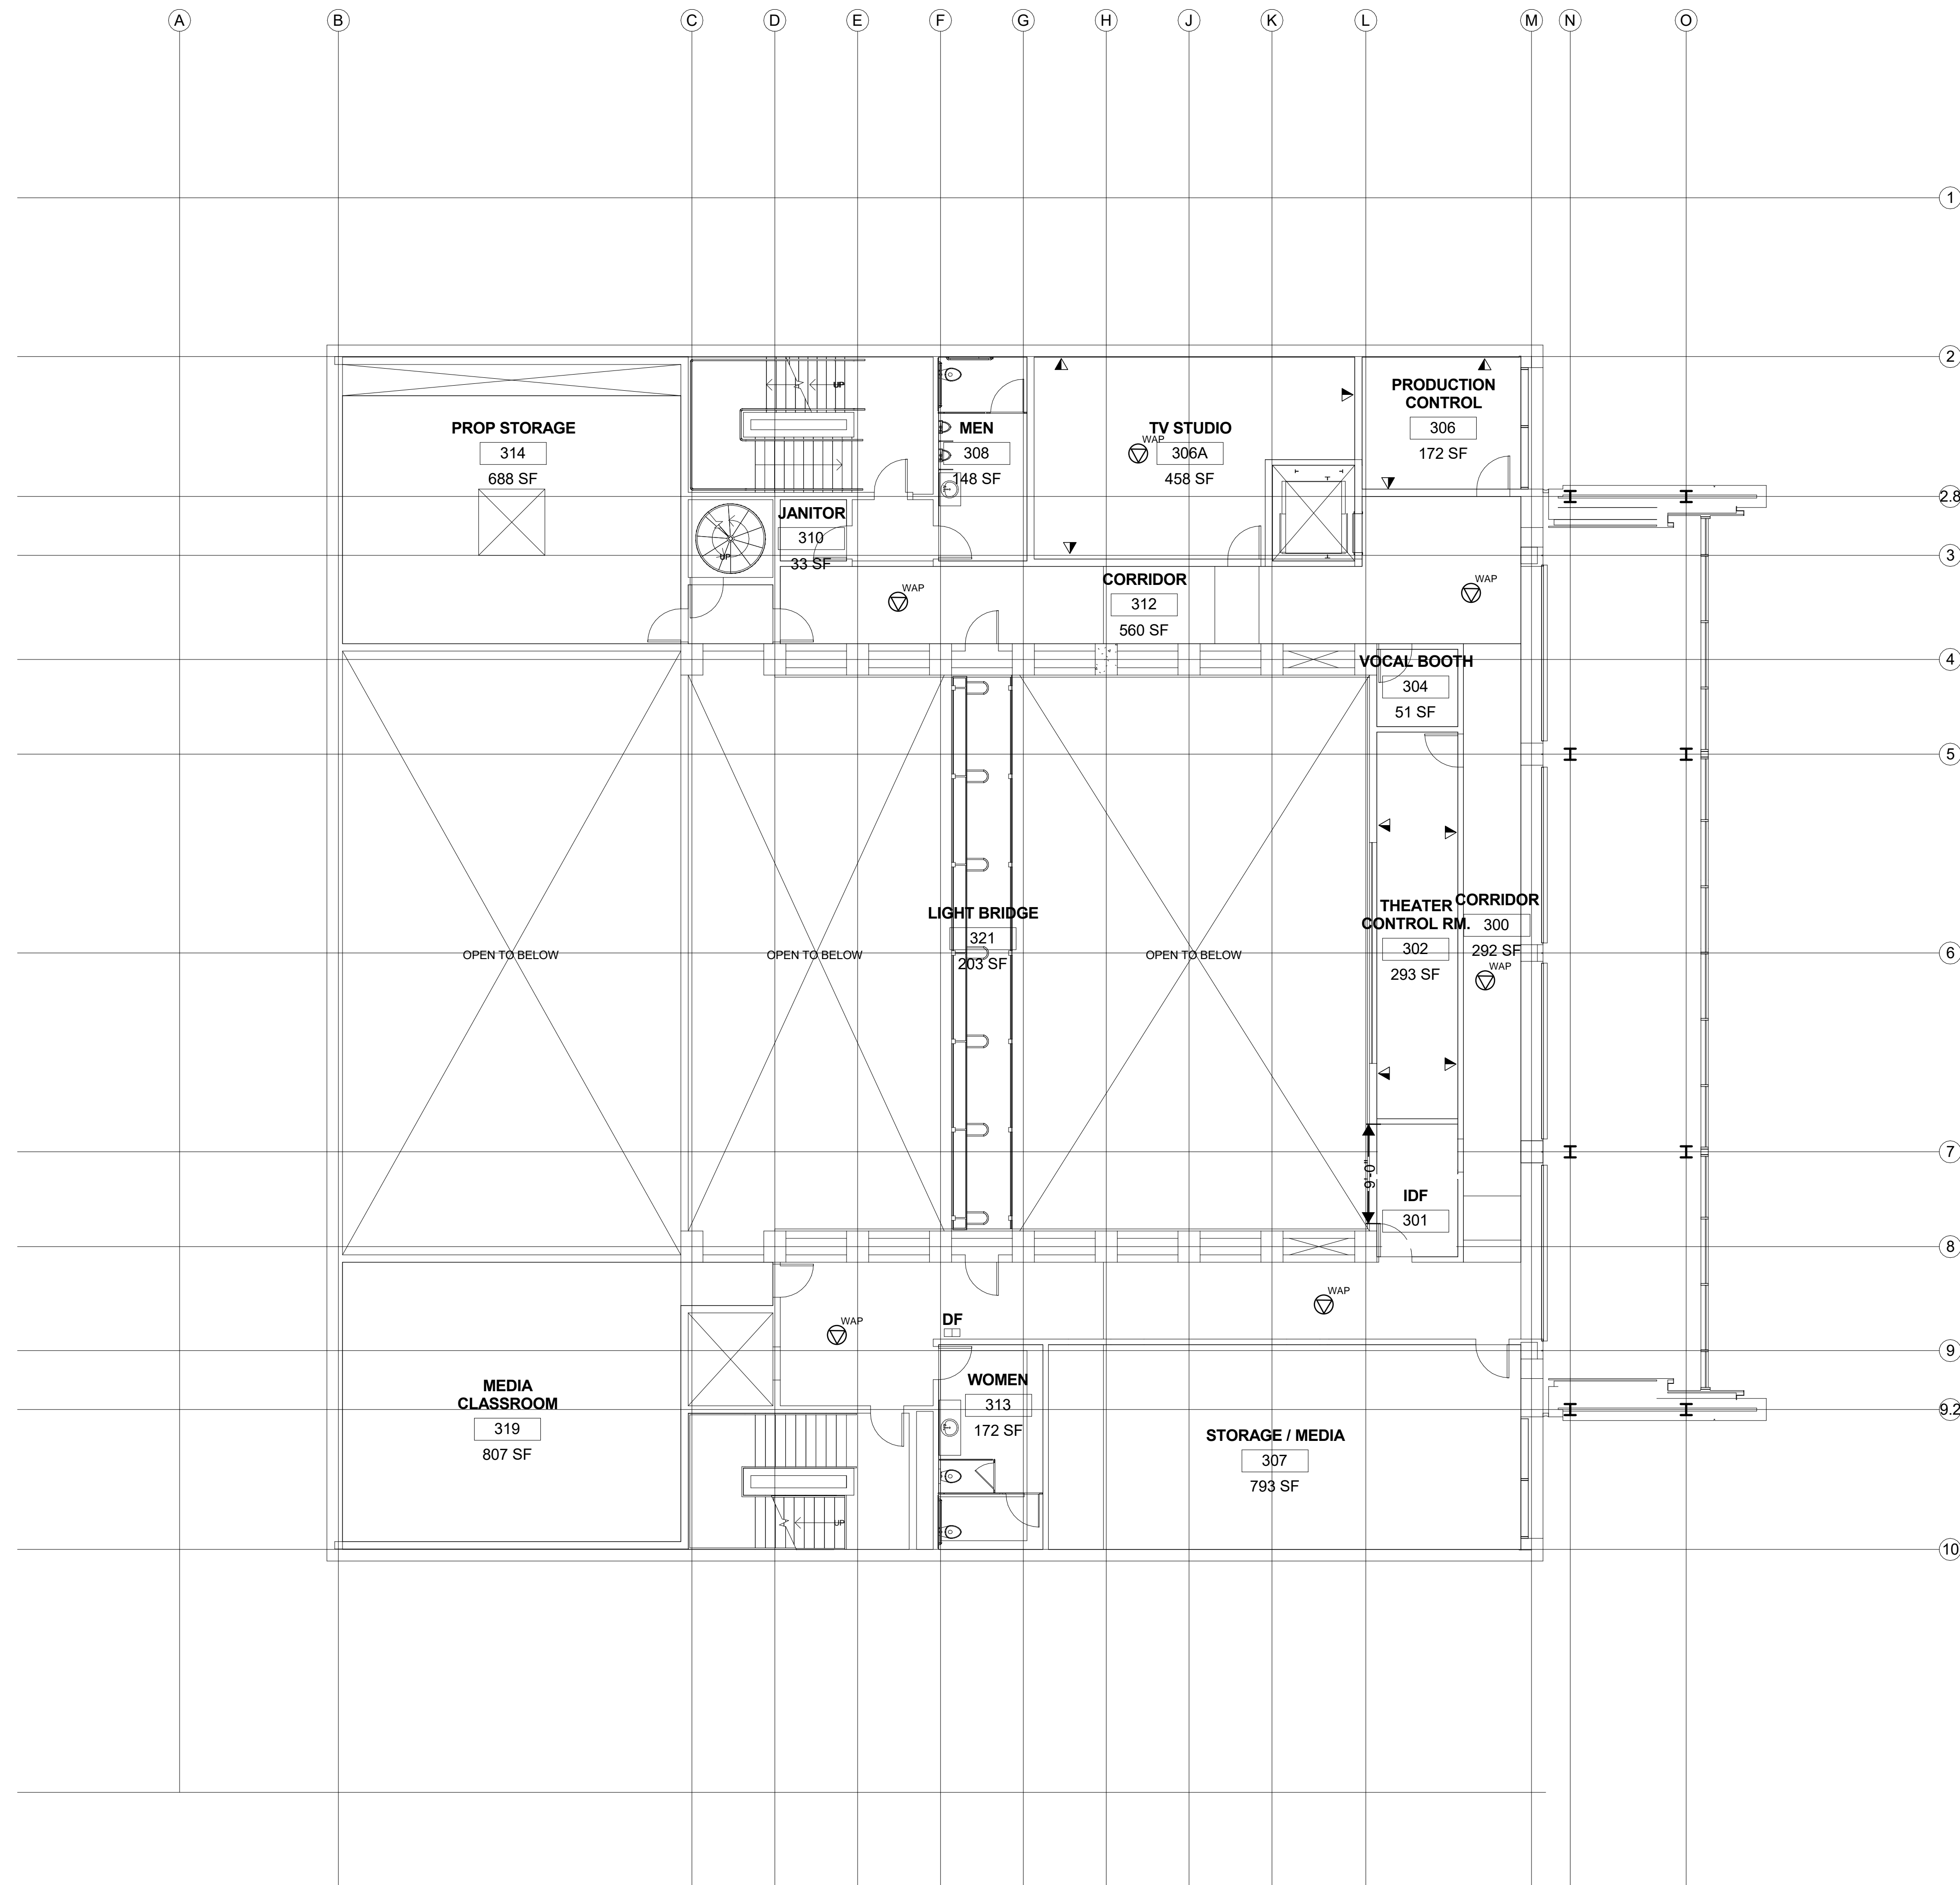 A B C D E F G H J K L M N O
1
2
PRODUCTION
CONTROL
306
172 SF
UP
PROP STORAGE
314
688 SF
MEN
308
148 SF
TV STUDIO
WAP
306A
458 SF
2.8
JANITOR
310
33 SF
UP
3
CORRIDOR
312
560 SF
WAP
WAP
4
VOCAL BOOTH
304
51 SF
5
LIGHT BRIDGE
321
203 SF
THEATER
CONTROL RM.
302
293 SF
CORRIDOR
300
292 SF
WAP
OPEN TO BELOW
OPEN TO BELOW
OPEN TO BELOW
6
7
9'-0"
IDF
301
8
WAP
WAP
DF
9
MEDIA
CLASSROOM
319
807 SF
WOMEN
313
172 SF
9.2
STORAGE / MEDIA
307
793 SF
UP
10